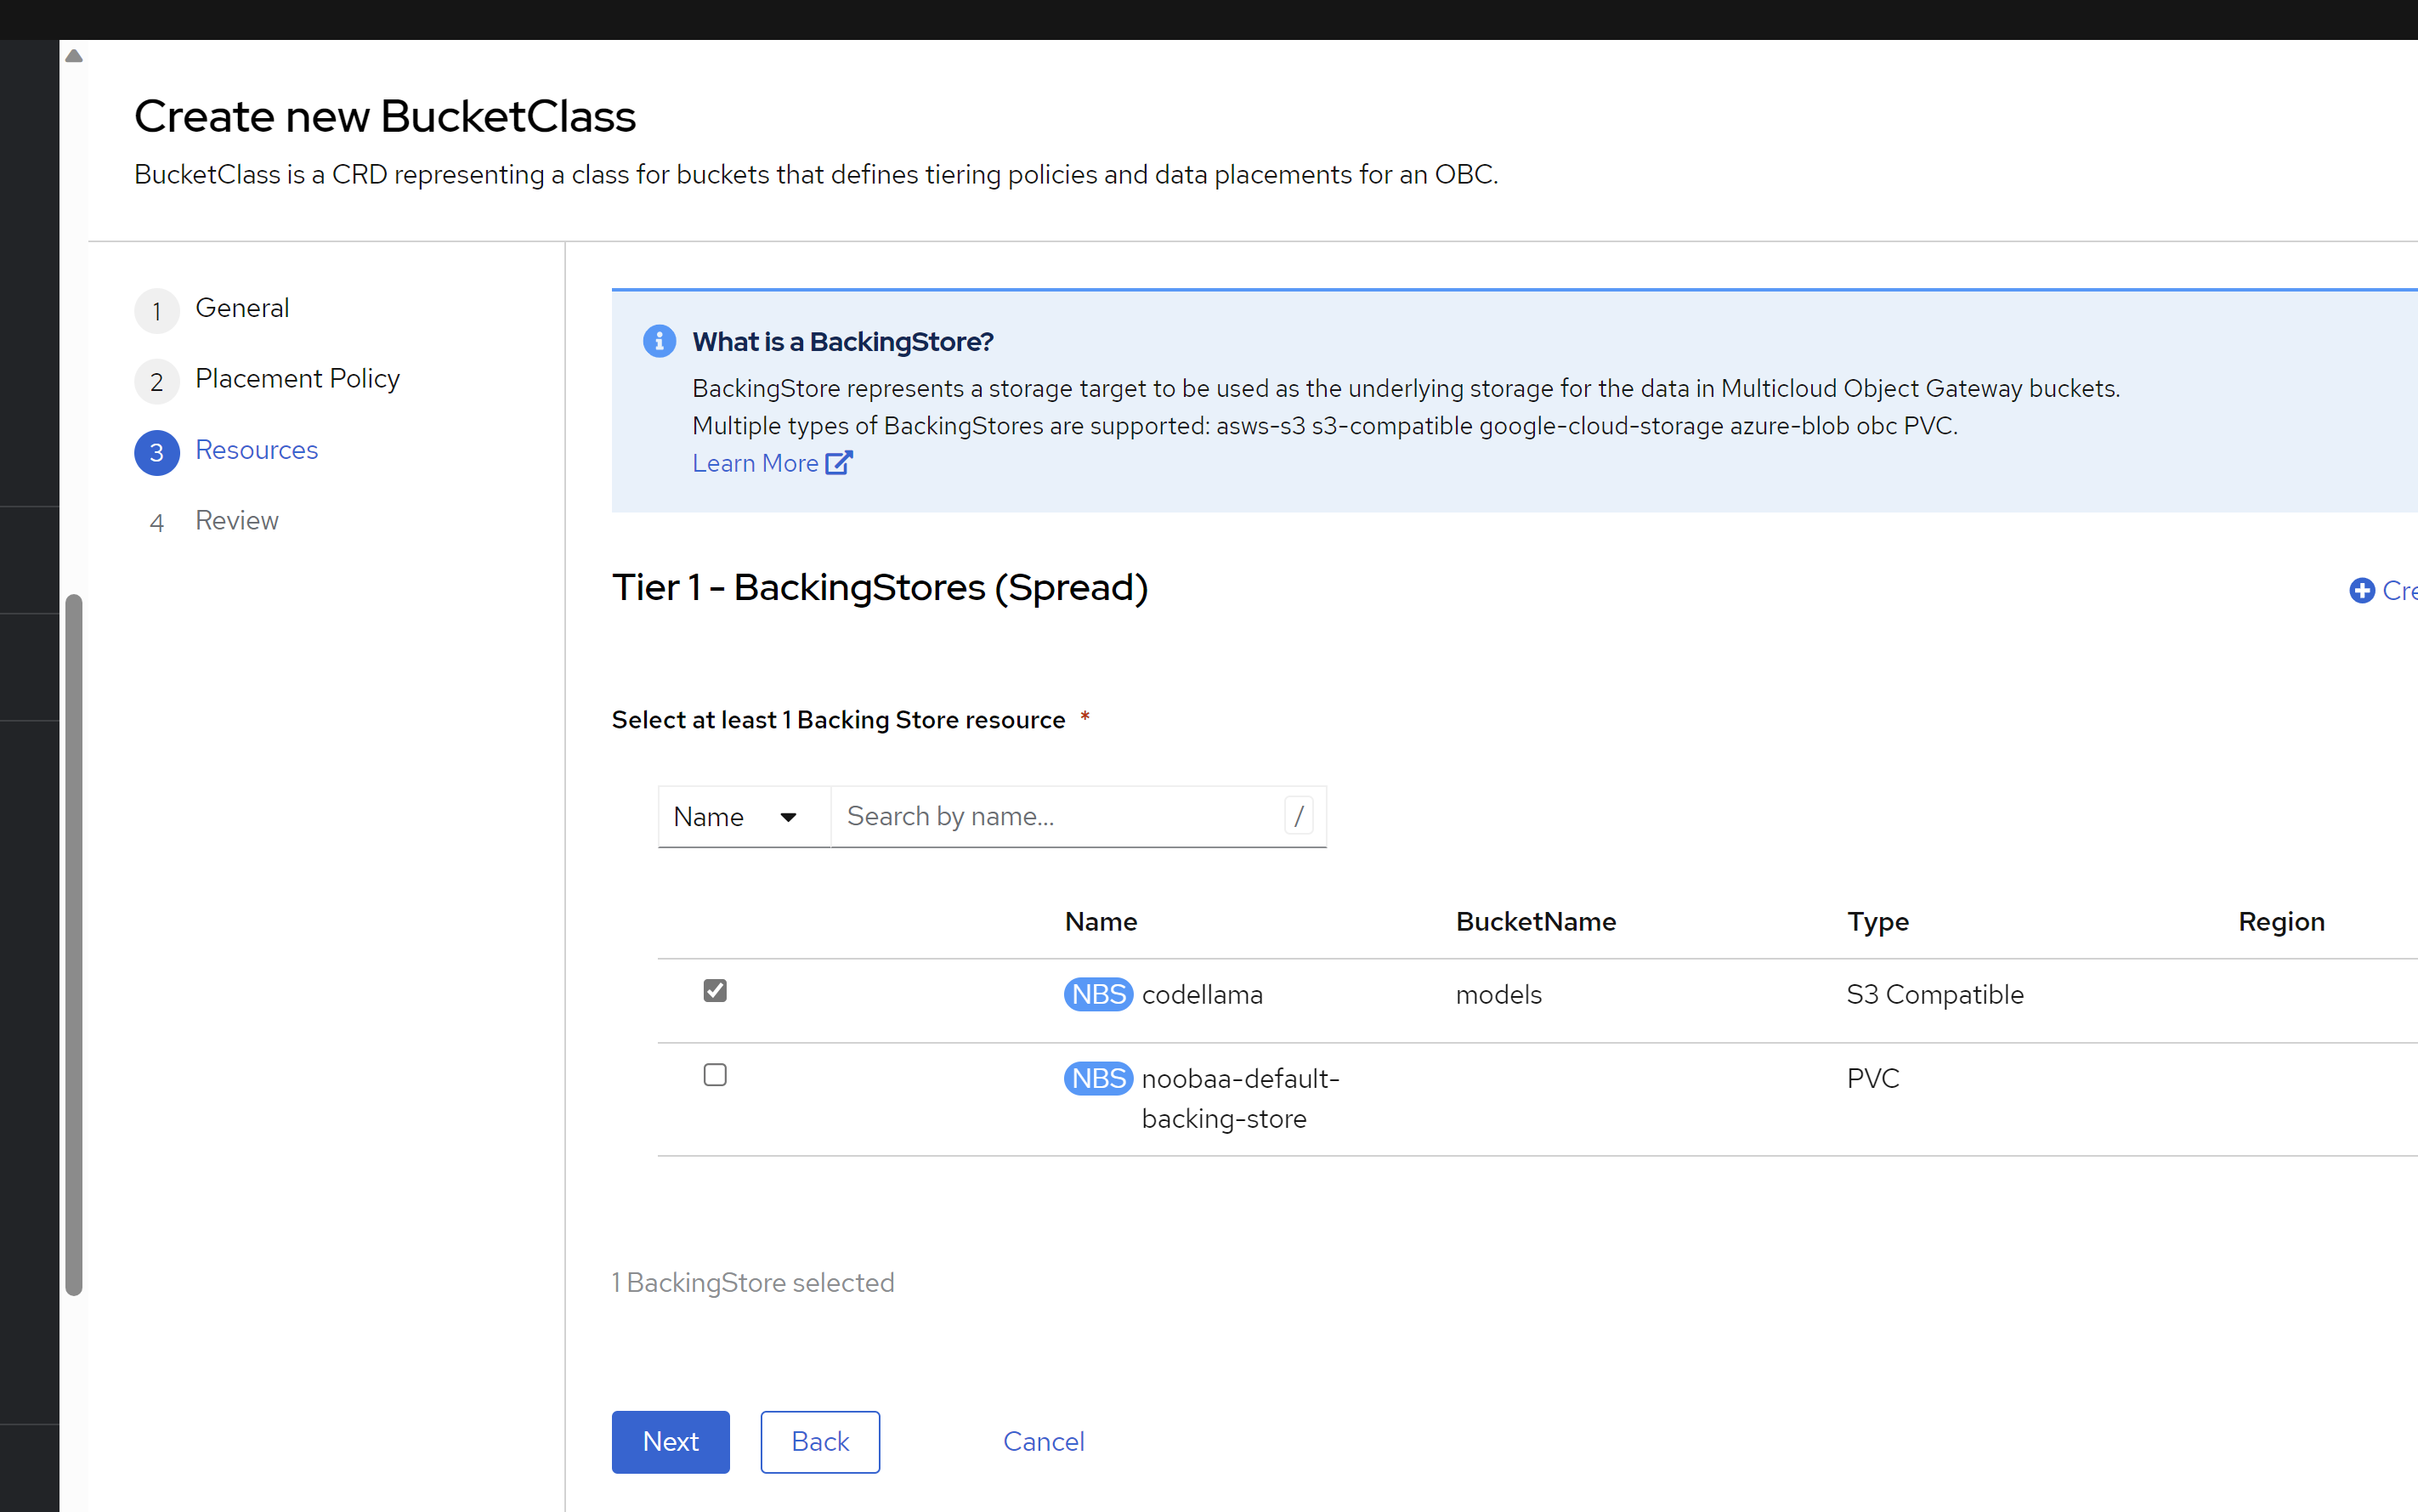 Create new BucketClass
BucketClass is a CRD representing a class for buckets that defines tiering policies and data placements for an OBC.
1 General
2 Placement Policy
3 Resources
4 Review
What is a BackingStore?
BackingStore represents a storage target to be used as the underlying storage for the data in Multicloud Object Gateway buckets.
Multiple types of BackingStores are supported: asws-s3 s3-compatible google-cloud-storage azure-blob obc PVC.
Learn More
Tier 1 - BackingStores (Spread)
Cre
Select at least 1 Backing Store resource *
Name Search by name... /
Name BucketName Type Region
NBS codellama models S3 Compatible
NBS noobaa-default- PVC
backing-store
1 BackingStore selected
Next Back Cancel